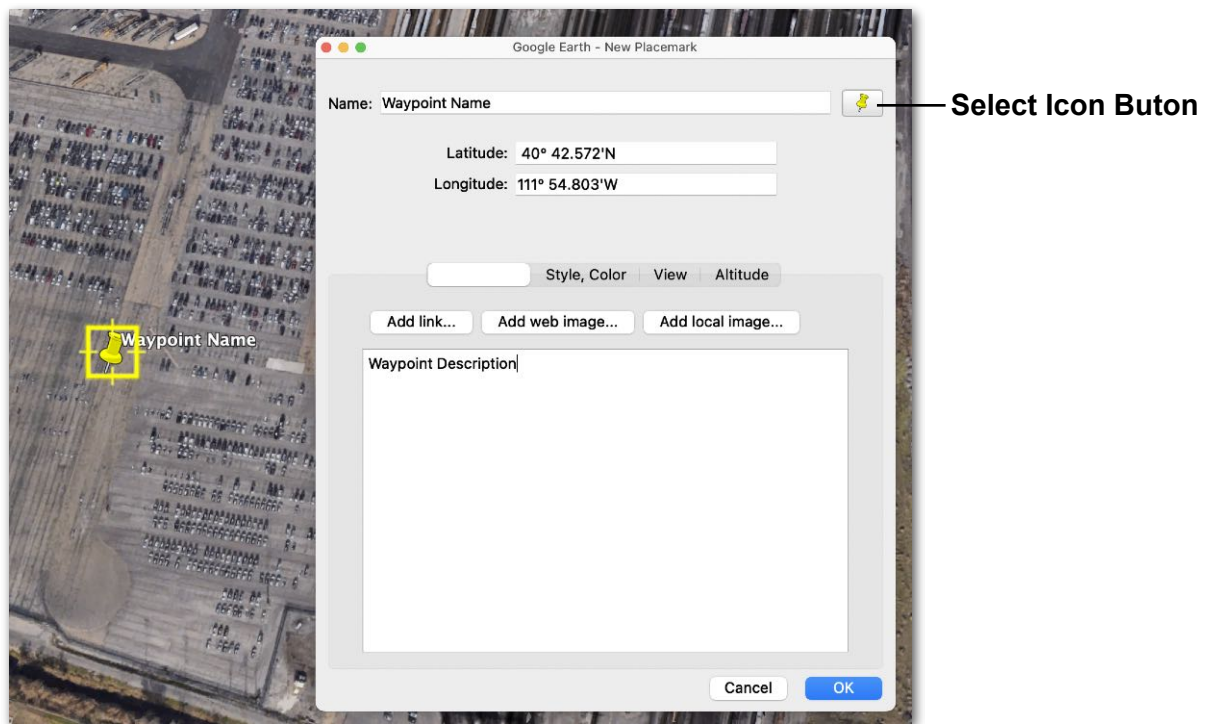 Google Earth - New Placemark
Name: Waypoint Name
Select Icon Buton
Latitude: 40° 42.572'N
Longitude: 111° 54.803'W
Style, Color View Altitude
Add link... Add web image... Add local image...
Waypoint Name
Waypoint Description
Cancel OK